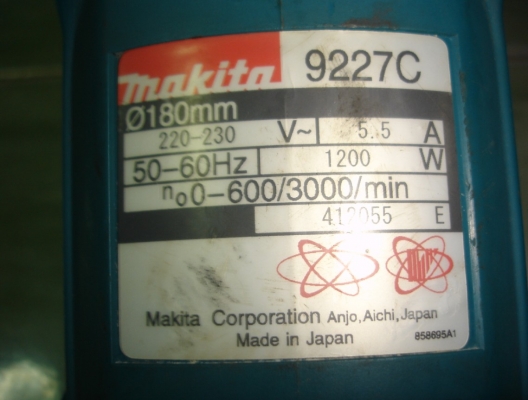 makita 9227C
Ø180mm
220-230 V~ 5.5 A
50-60Hz 1200 W
no 0-600/3000/min
412055 E
Makita Corporation Anjo, Aichi, Japan
Made in Japan 858695A1